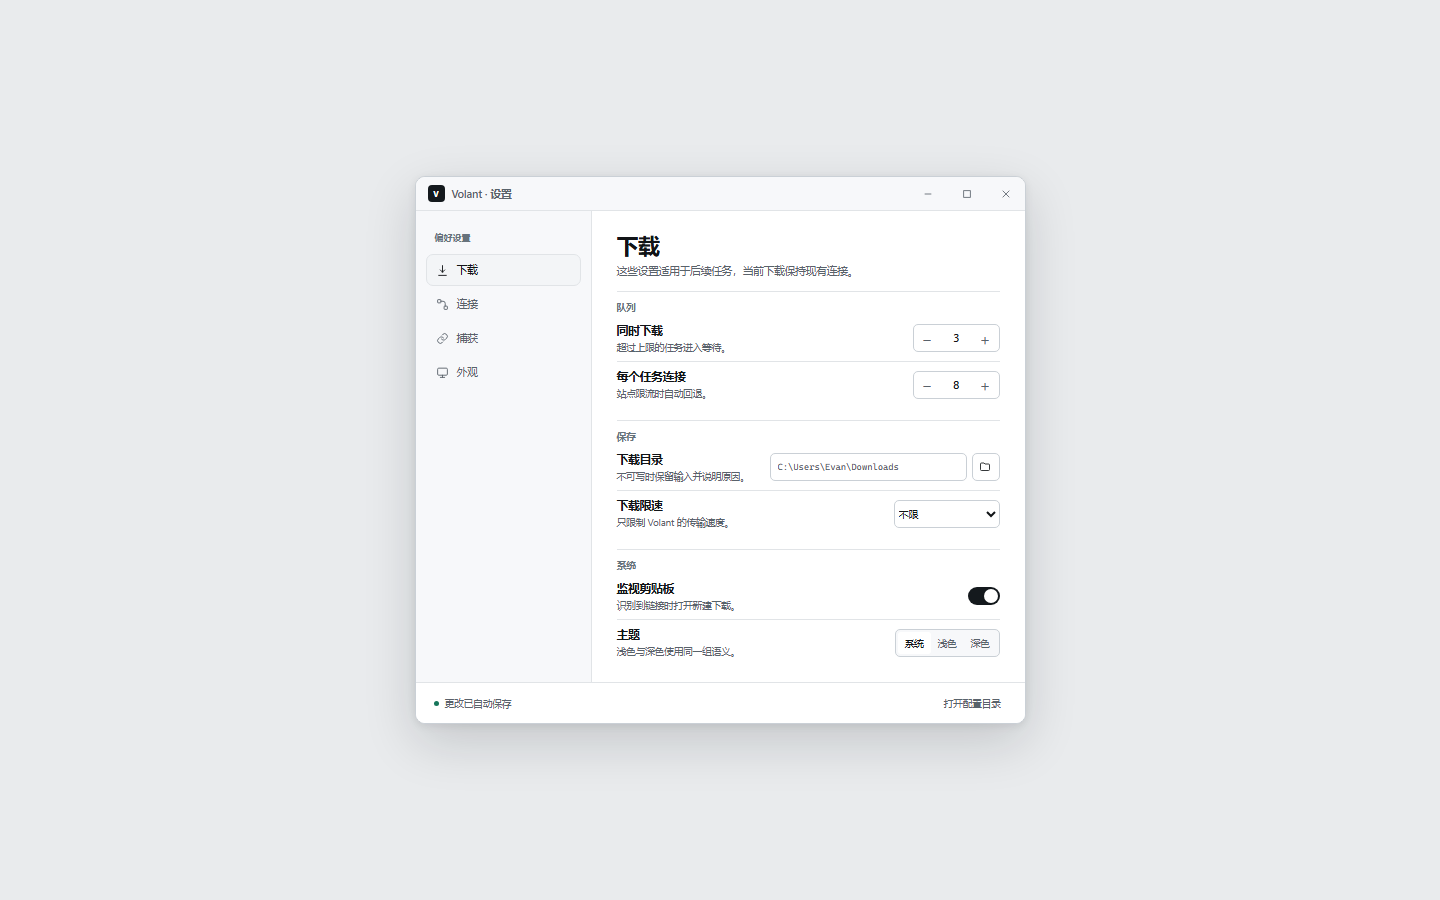 V Volant · 设置
偏好设置
下载
连接
捕获
外观
下载
这些设置适用于后续任务，当前下载保持现有连接。
队列
同时下载
超过上限的任务进入等待。
− 3 +
每个任务连接
站点限流时自动回退。
− 8 +
保存
下载目录
不可写时保留输入并说明原因。
C:\Users\Evan\Downloads
下载限速
只限制 Volant 的传输速度。
不限
系统
监视剪贴板
识别到链接时打开新建下载。
主题
浅色与深色使用同一组语义。
系统 浅色 深色
更改已自动保存
打开配置目录